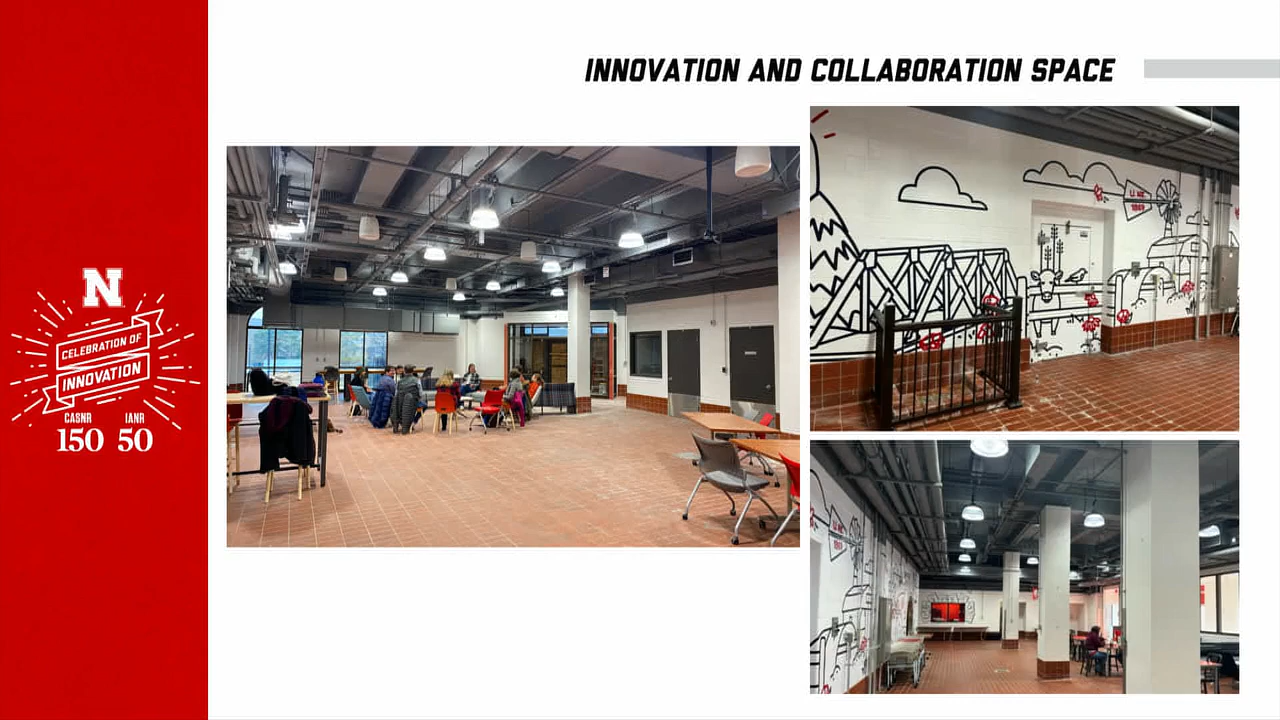 INNOVATION AND COLLABORATION SPACE
N
CELEBRATION OF
INNOVATION
CASNR IANR
150 50